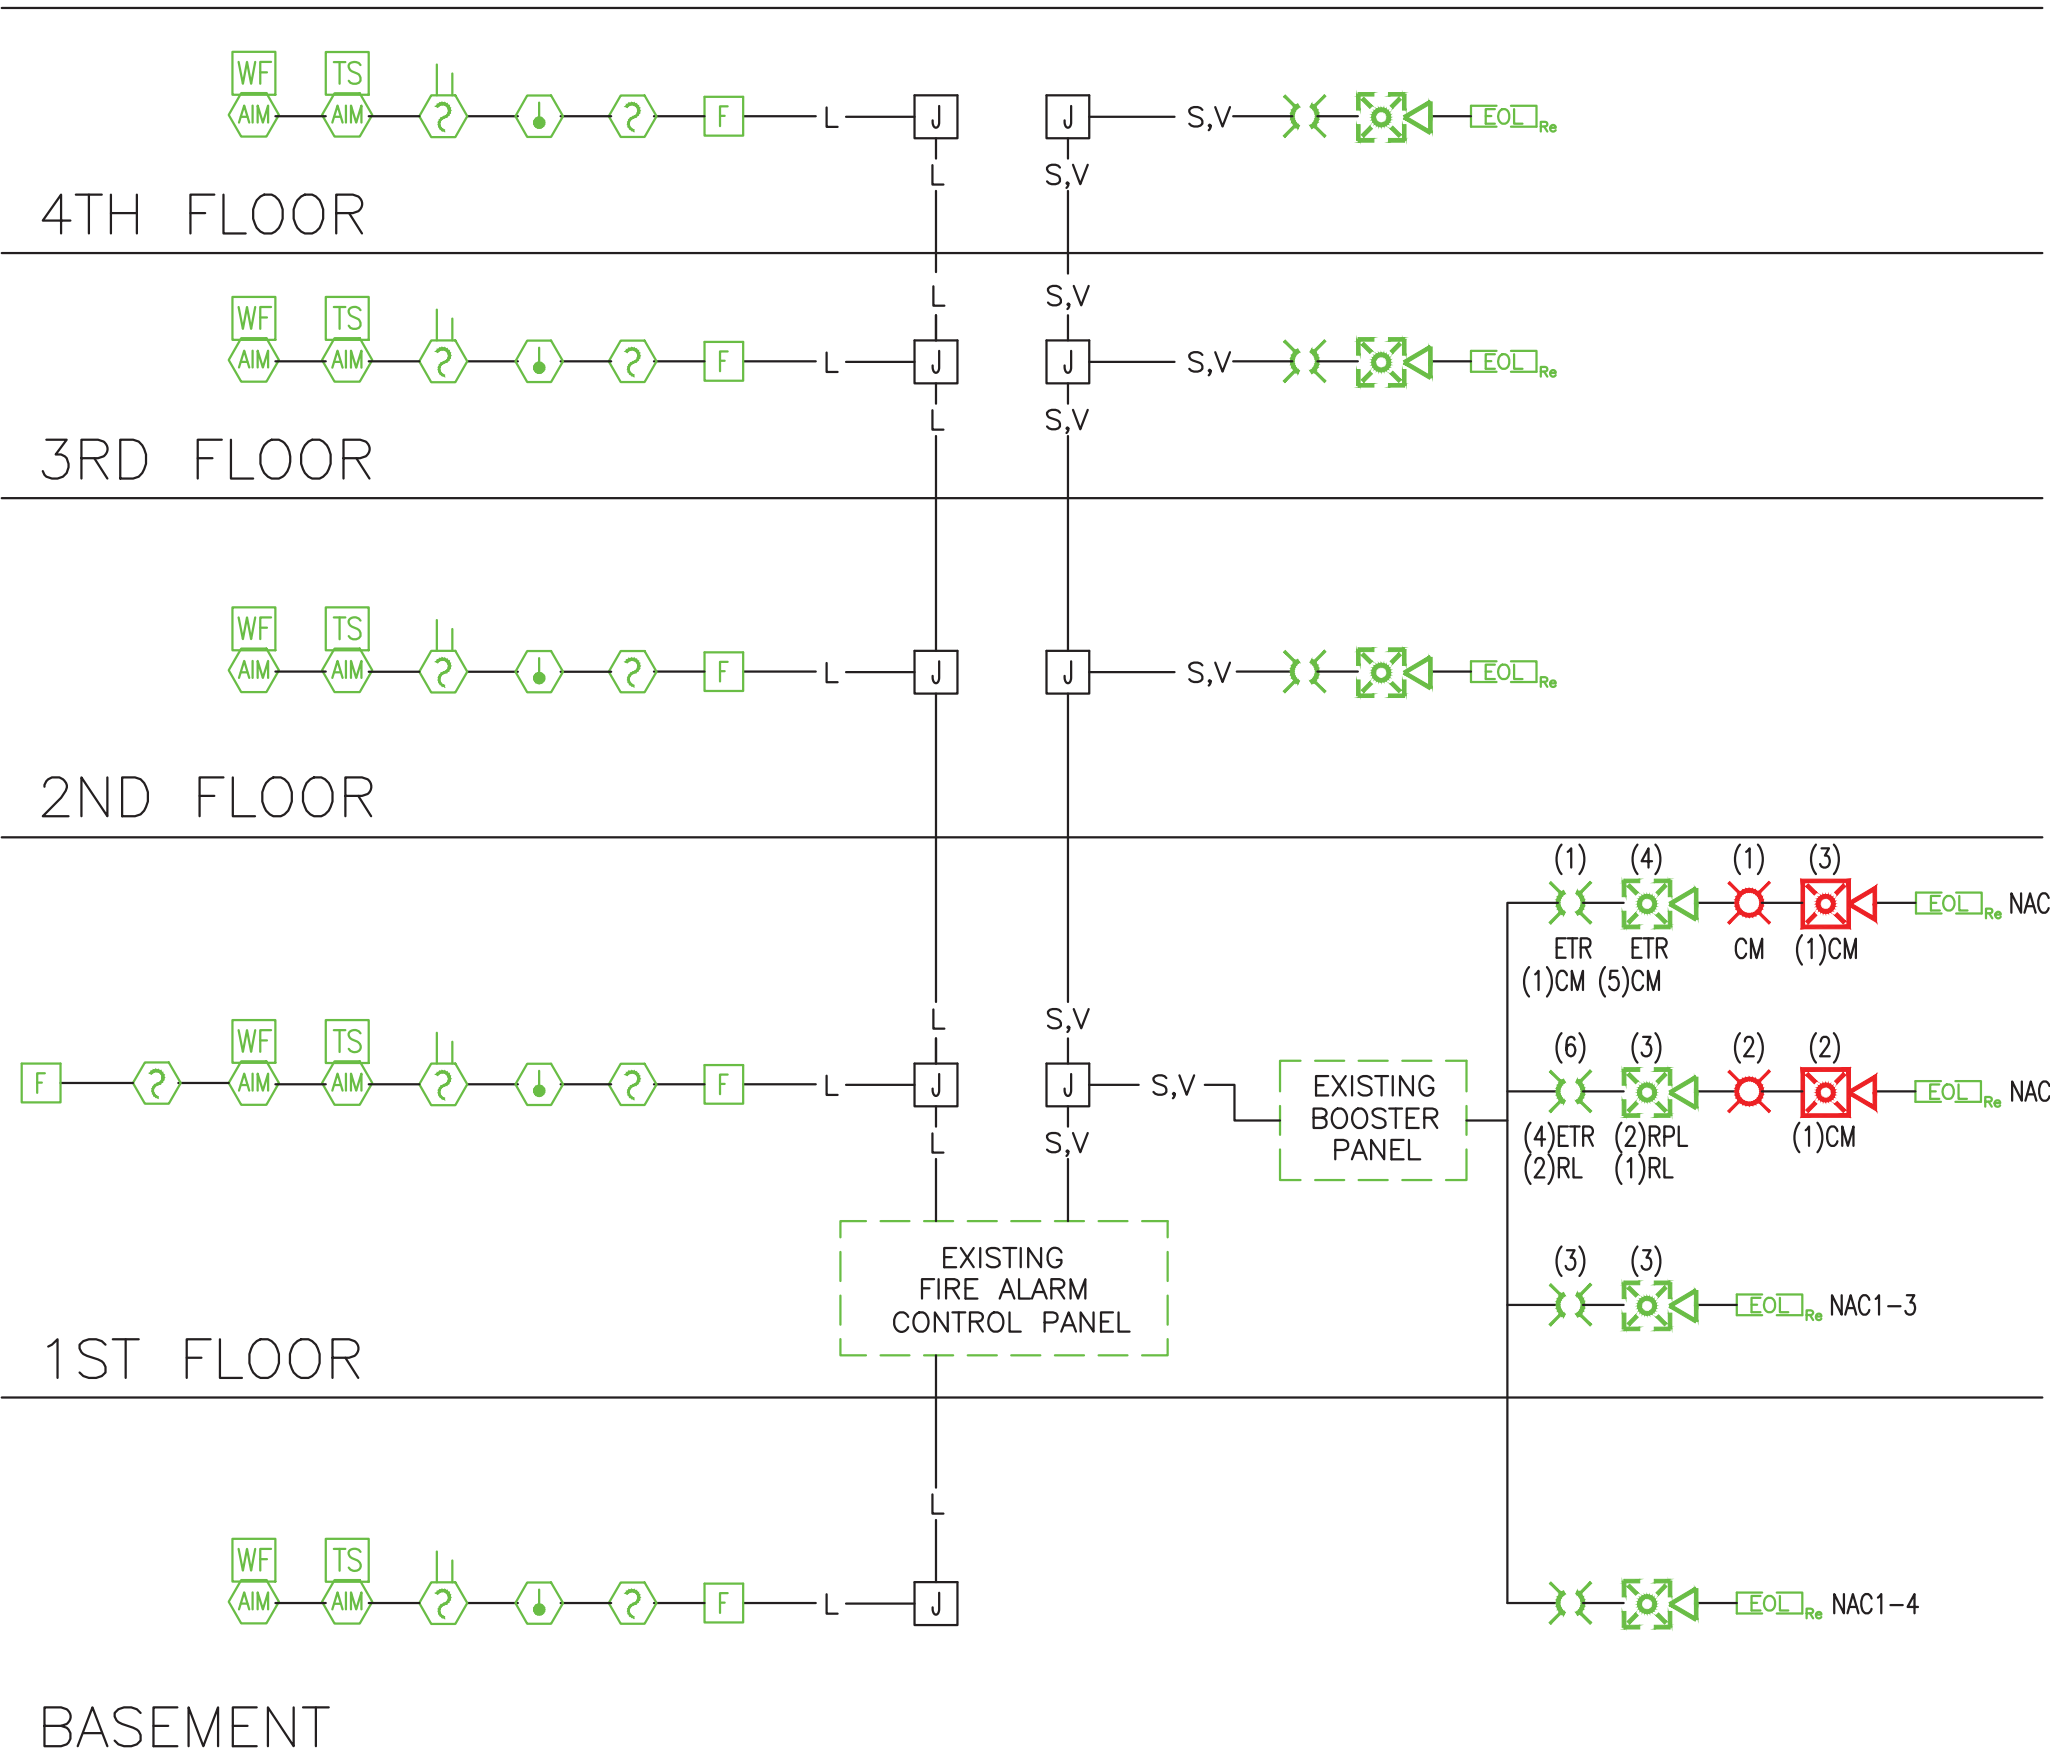 WF TS
AIM AIM F L J J S,V EOL Re
L S,V
4TH FLOOR
L S,V
WF TS
AIM AIM F L J J S,V EOL Re
L S,V
3RD FLOOR
WF TS
AIM AIM F L J J S,V EOL Re
2ND FLOOR
(1) (4) (1) (3)
EOL Re NAC
ETR ETR CM (1)CM
(1)CM (5)CM
L S,V
WF TS
F AIM AIM F L J J S,V
EXISTING
BOOSTER
PANEL
(6) (3) (2) (2)
EOL Re NAC
(4)ETR (2)RPL (1)CM
(2)RL (1)RL
L S,V
EXISTING
FIRE ALARM
CONTROL PANEL
(3) (3)
EOL Re NAC1-3
1ST FLOOR
L
WF TS
AIM AIM F L J
EOL Re NAC1-4
BASEMENT